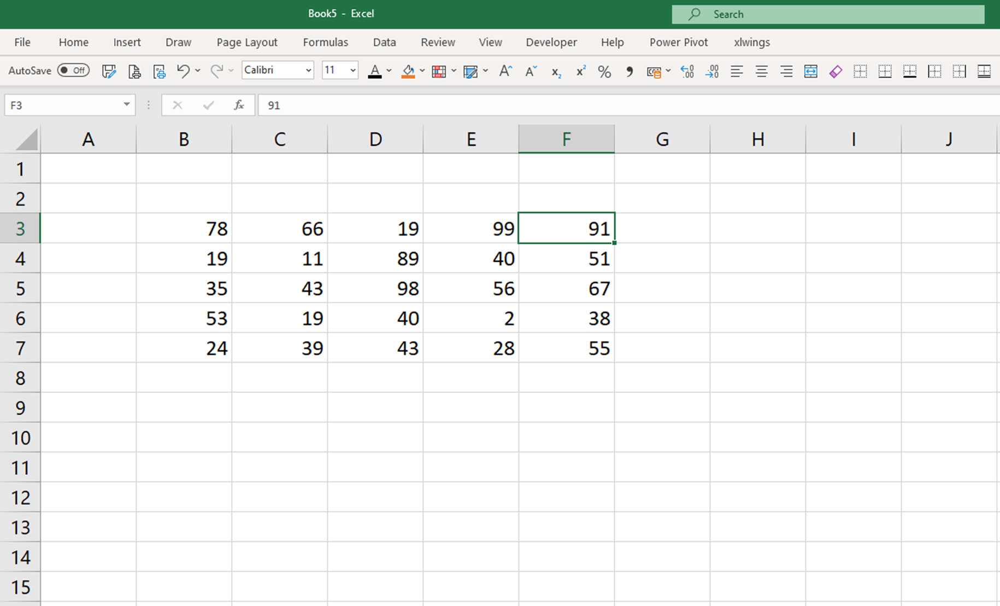 Book5 - Excel
Search
File Home Insert Draw Page Layout Formulas Data Review View Developer Help Power Pivot xlwings
AutoSave Off Calibri 11 A A^ A˅ x₂ x² % ,
F3 fx 91
A B C D E F G H I J
1
2
3 78 66 19 99 91
4 19 11 89 40 51
5 35 43 98 56 67
6 53 19 40 2 38
7 24 39 43 28 55
8
9
10
11
12
13
14
15